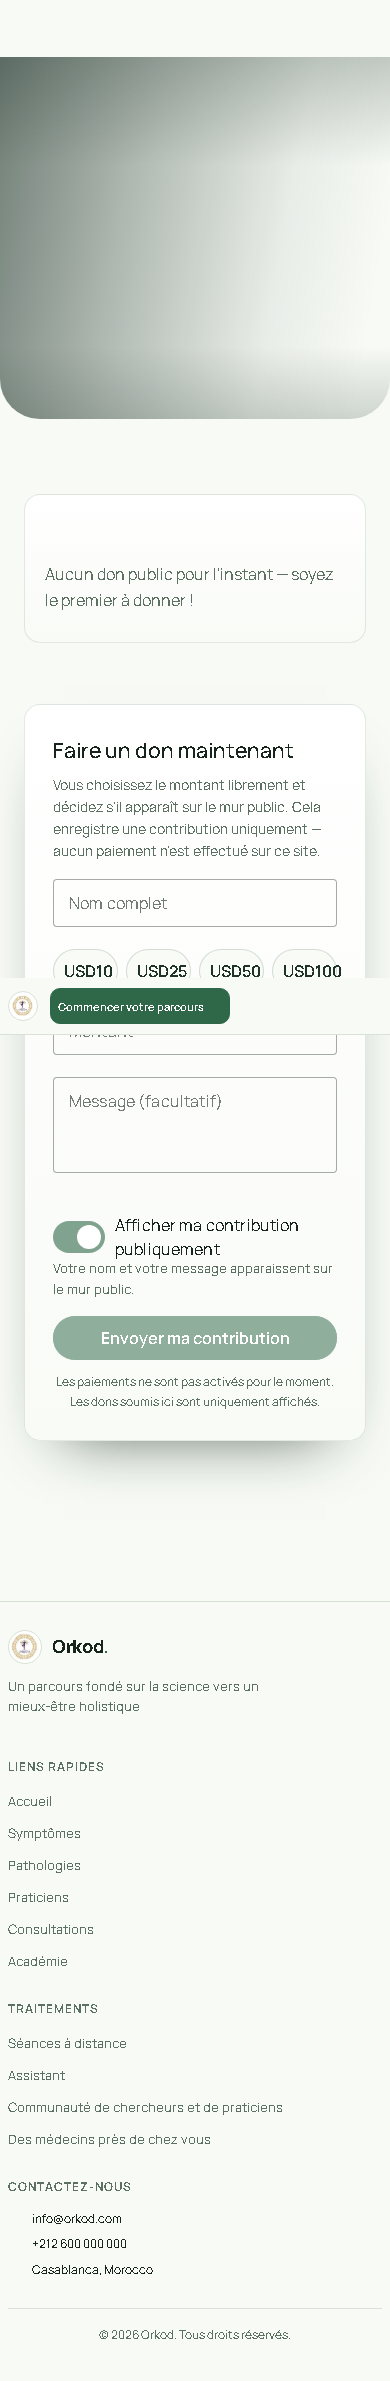 Aucun don public pour l'instant — soyez
le premier à donner !
Faire un don maintenant
Vous choisissez le montant librement et
décidez s'il apparaît sur le mur public. Cela
enregistre une contribution uniquement —
aucun paiement n'est effectué sur ce site.
Nom complet
USD10 USD25 USD50 USD100
Commencer votre parcours
Montant
Message (facultatif)
Afficher ma contribution
publiquement
Votre nom et votre message apparaissent sur
le mur public.
Envoyer ma contribution
Les paiements ne sont pas activés pour le moment.
Les dons soumis ici sont uniquement affichés.
Orkod.
Un parcours fondé sur la science vers un
mieux-être holistique
LIENS RAPIDES
Accueil
Symptômes
Pathologies
Praticiens
Consultations
Académie
TRAITEMENTS
Séances à distance
Assistant
Communauté de chercheurs et de praticiens
Des médecins près de chez vous
CONTACTEZ-NOUS
info@orkod.com
+212 600 000 000
Casablanca, Morocco
© 2026 Orkod. Tous droits réservés.